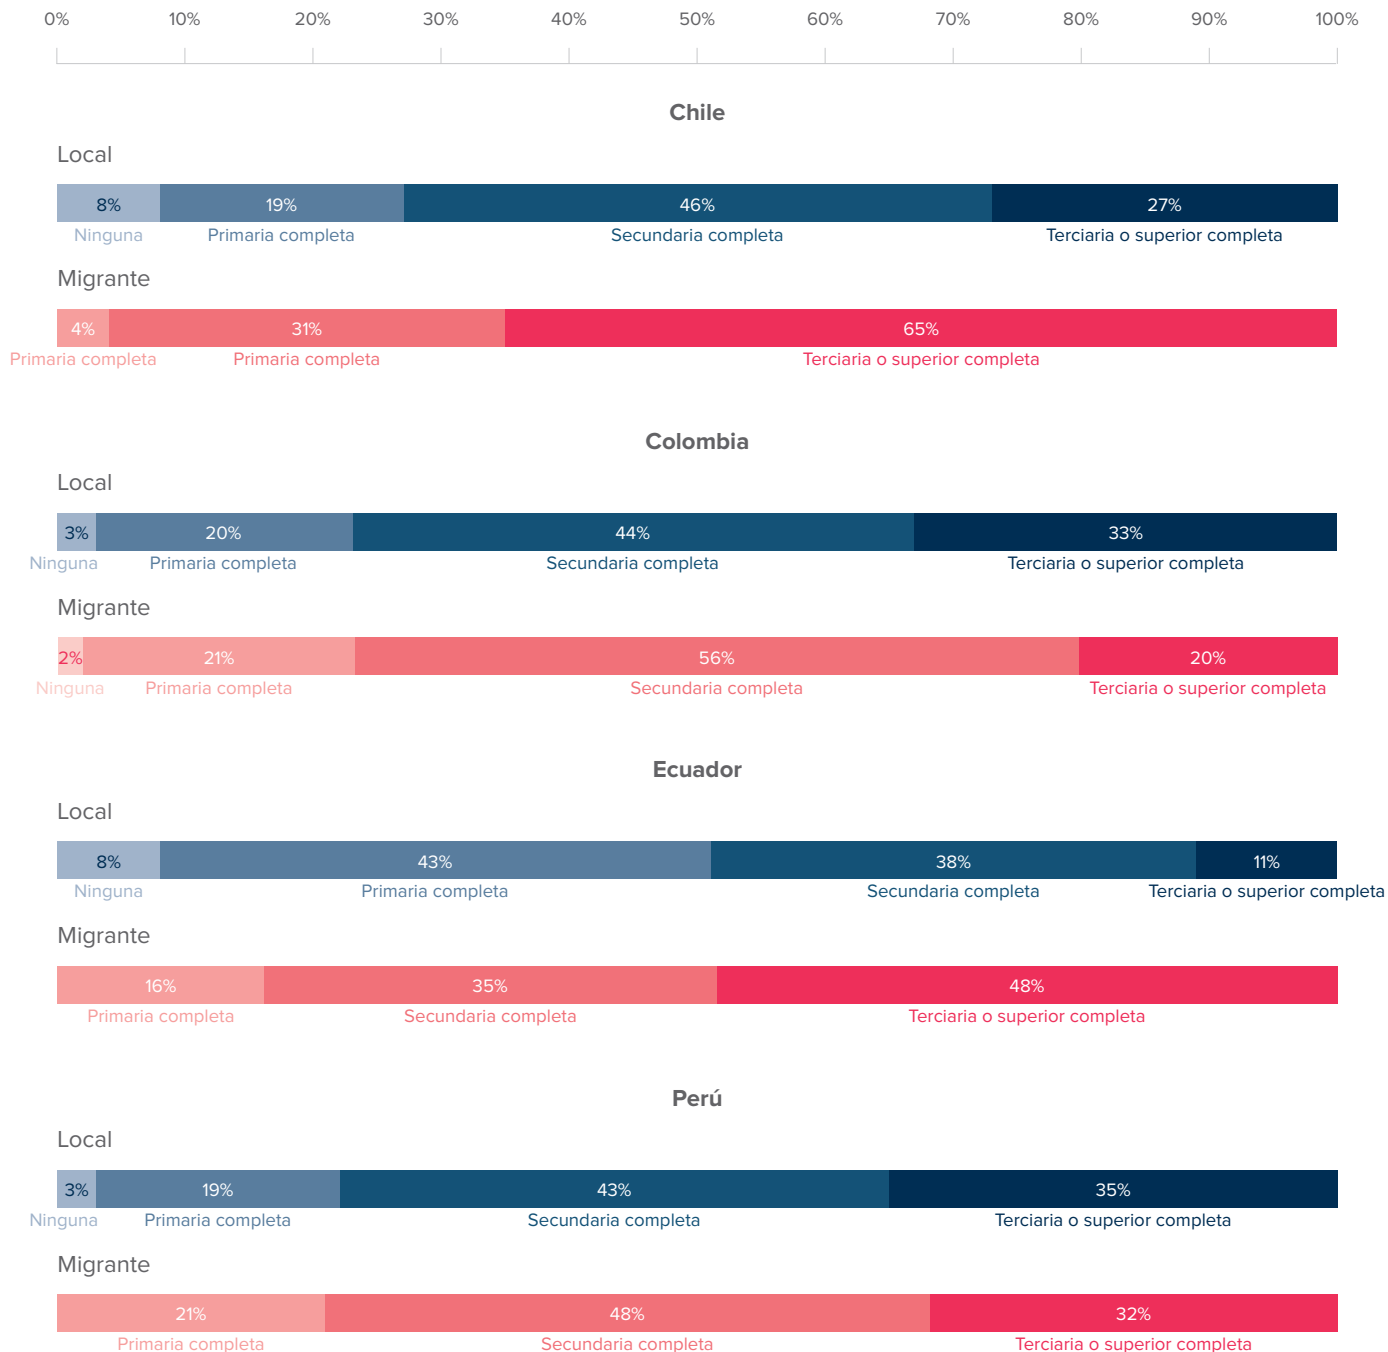 0% 10% 20% 30% 40% 50% 60% 70% 80% 90% 100%
Chile
Local
8% 19% 46% 27%
Ninguna Primaria completa Secundaria completa Terciaria o superior completa
Migrante
4% 31% 65%
Primaria completa Primaria completa Terciaria o superior completa
Colombia
Local
3% 20% 44% 33%
Ninguna Primaria completa Secundaria completa Terciaria o superior completa
Migrante
2% 21% 56% 20%
Ninguna Primaria completa Secundaria completa Terciaria o superior completa
Ecuador
Local
8% 43% 38% 11%
Ninguna Primaria completa Secundaria completa Terciaria o superior completa
Migrante
16% 35% 48%
Primaria completa Secundaria completa Terciaria o superior completa
Perú
Local
3% 19% 43% 35%
Ninguna Primaria completa Secundaria completa Terciaria o superior completa
Migrante
21% 48% 32%
Primaria completa Secundaria completa Terciaria o superior completa